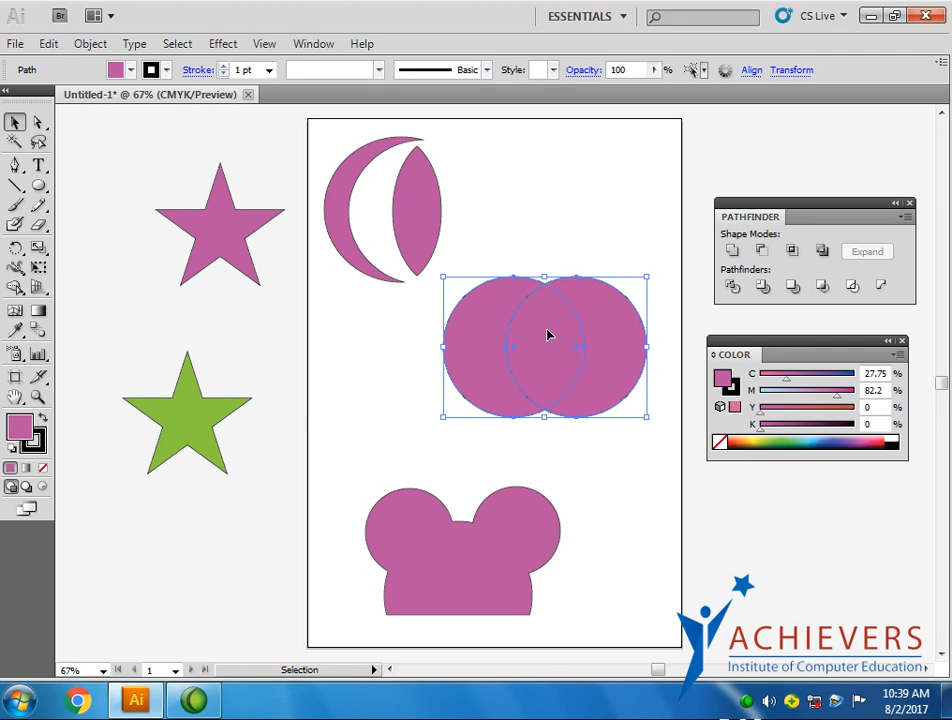 Ai Br ESSENTIALS CS Live
File Edit Object Type Select Effect View Window Help
Path Stroke: 1 pt Basic Style: Opacity: 100 % Align Transform
Untitled-1* @ 67% (CMYK/Preview)
PATHFINDER
Shape Modes:
Expand
Pathfinders:
COLOR
C 27.75 %
M 82.2 %
Y 0 %
K 0 %
T
ACHIEVERS
Institute of Computer Education
67% 1 Selection
Ai
10:39 AM
8/2/2017